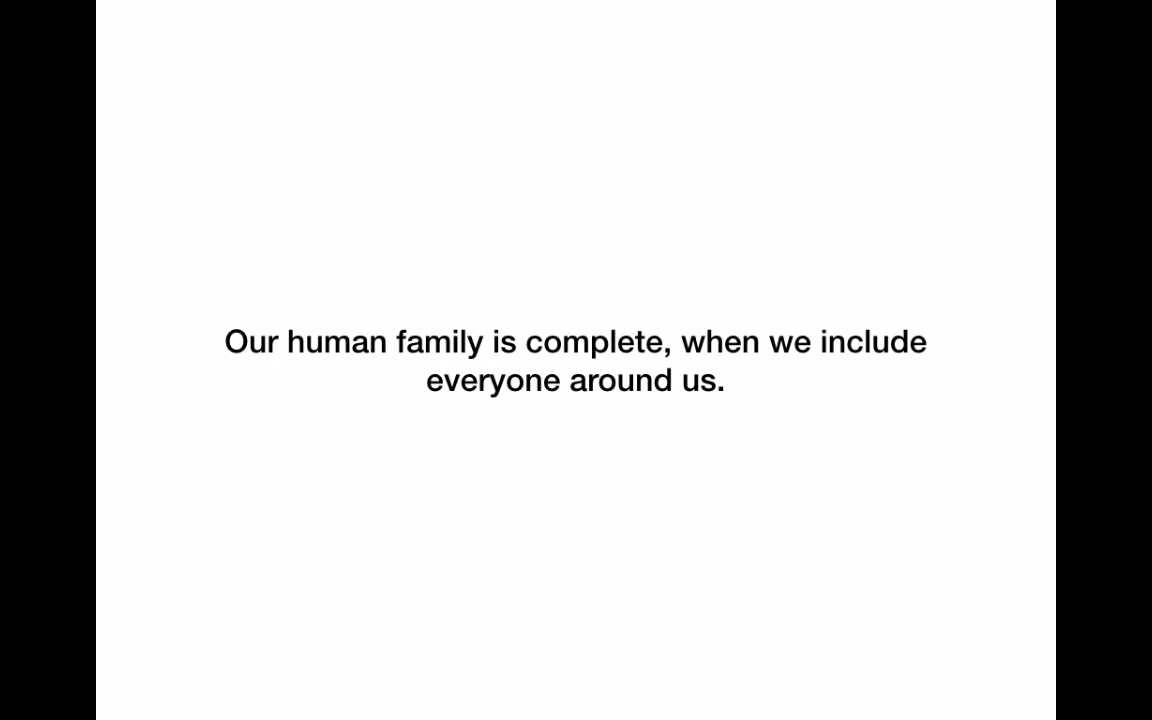 Our human family is complete, when we include
everyone around us.